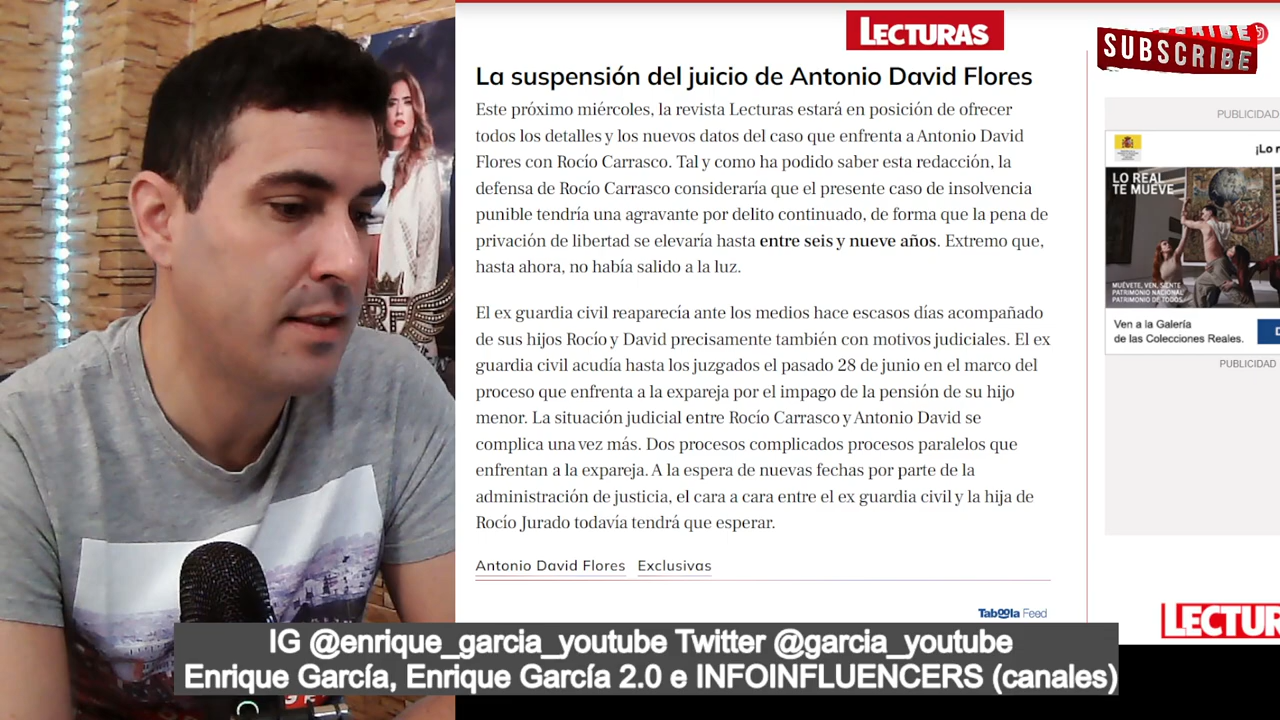 LECTURAS
SUBSCRIBE
La suspensión del juicio de Antonio David Flores
Este próximo miércoles, la revista Lecturas estará en posición de ofrecer
todos los detalles y los nuevos datos del caso que enfrenta a Antonio David
Flores con Rocío Carrasco. Tal y como ha podido saber esta redacción, la
defensa de Rocío Carrasco consideraría que el presente caso de insolvencia
punible tendría una agravante por delito continuado, de forma que la pena de
privación de libertad se elevaría hasta entre seis y nueve años. Extremo que,
hasta ahora, no había salido a la luz.
El ex guardia civil reaparecía ante los medios hace escasos días acompañado
de sus hijos Rocío y David precisamente también con motivos judiciales. El ex
guardia civil acudía hasta los juzgados el pasado 28 de junio en el marco del
proceso que enfrenta a la expareja por el impago de la pensión de su hijo
menor. La situación judicial entre Rocío Carrasco y Antonio David se
complica una vez más. Dos procesos complicados procesos paralelos que
enfrentan a la expareja. A la espera de nuevas fechas por parte de la
administración de justicia, el cara a cara entre el ex guardia civil y la hija de
Rocío Jurado todavía tendrá que esperar.
Antonio David Flores Exclusivas
Taboola Feed
PUBLICIDAD
¡Lo r
LO REAL
TE MUEVE
MUÉVETE, VEN, SIENTE
PATRIMONIO NACIONAL
PATRIMONIO DE TODOS
Ven a la Galería
de las Colecciones Reales.
PUBLICIDAD
LECTUR
IG @enrique_garcia_youtube Twitter @garcia_youtube
Enrique García, Enrique García 2.0 e INFOINFLUENCERS (canales)